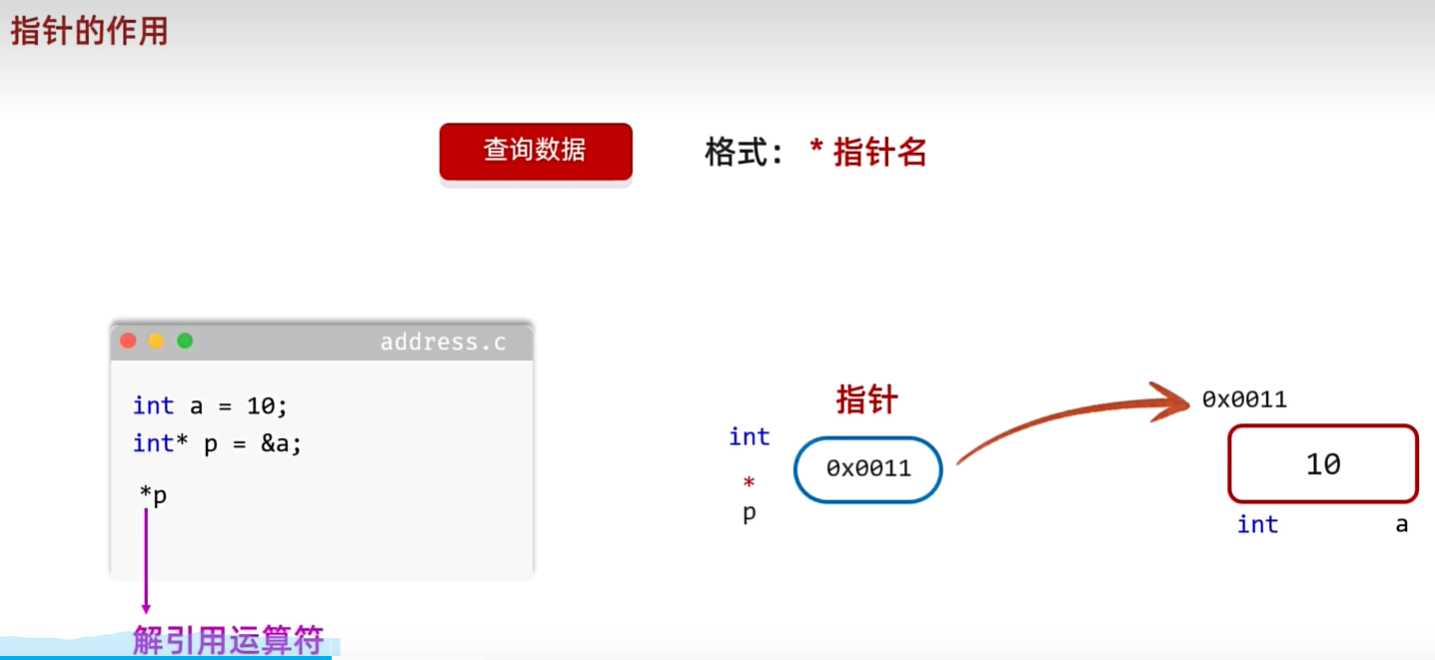 指针的作用
查询数据
格式: * 指针名
address.c
int a = 10;
int* p = &a;
*p
解引用运算符
指针
int
*
p
0x0011
0x0011
10
int a